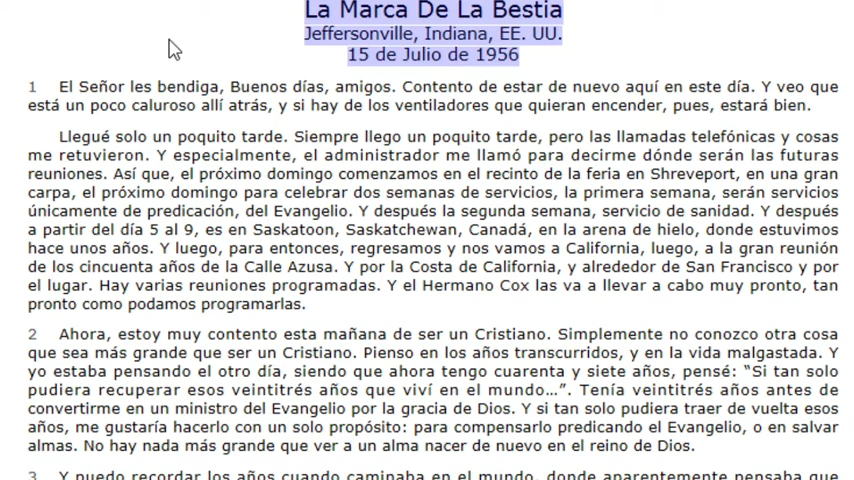 La Marca De La Bestia
Jeffersonville, Indiana, EE. UU.
15 de Julio de 1956
1 El Señor les bendiga, Buenos días, amigos. Contento de estar de nuevo aquí en este día. Y veo que
está un poco caluroso allí atrás, y si hay de los ventiladores que quieran encender, pues, estará bien.
Llegué solo un poquito tarde. Siempre llego un poquito tarde, pero las llamadas telefónicas y cosas
me retuvieron. Y especialmente, el administrador me llamó para decirme dónde serán las futuras
reuniones. Así que, el próximo domingo comenzamos en el recinto de la feria en Shreveport, en una gran
carpa, el próximo domingo para celebrar dos semanas de servicios, la primera semana, serán servicios
únicamente de predicación, del Evangelio. Y después la segunda semana, servicio de sanidad. Y después
a partir del día 5 al 9, es en Saskatoon, Saskatchewan, Canadá, en la arena de hielo, donde estuvimos
hace unos años. Y luego, para entonces, regresamos y nos vamos a California, luego, a la gran reunión
de los cincuenta años de la Calle Azusa. Y por la Costa de California, y alrededor de San Francisco y por
el lugar. Hay varias reuniones programadas. Y el Hermano Cox las va a llevar a cabo muy pronto, tan
pronto como podamos programarlas.
2 Ahora, estoy muy contento esta mañana de ser un Cristiano. Simplemente no conozco otra cosa
que sea más grande que ser un Cristiano. Pienso en los años transcurridos, y en la vida malgastada. Y
yo estaba pensando el otro día, siendo que ahora tengo cuarenta y siete años, pensé: “Si tan solo
pudiera recuperar esos veintitrés años que viví en el mundo…”. Tenía veintitrés años antes de
convertirme en un ministro del Evangelio por la gracia de Dios. Y si tan solo pudiera traer de vuelta esos
años, me gustaría hacerlo con un solo propósito: para compensarlo predicando el Evangelio, o en salvar
almas. No hay nada más grande que ver a un alma nacer de nuevo en el reino de Dios.
3 Y puedo recordar los años cuando caminaba en el mundo, donde aparentemente pensaba que